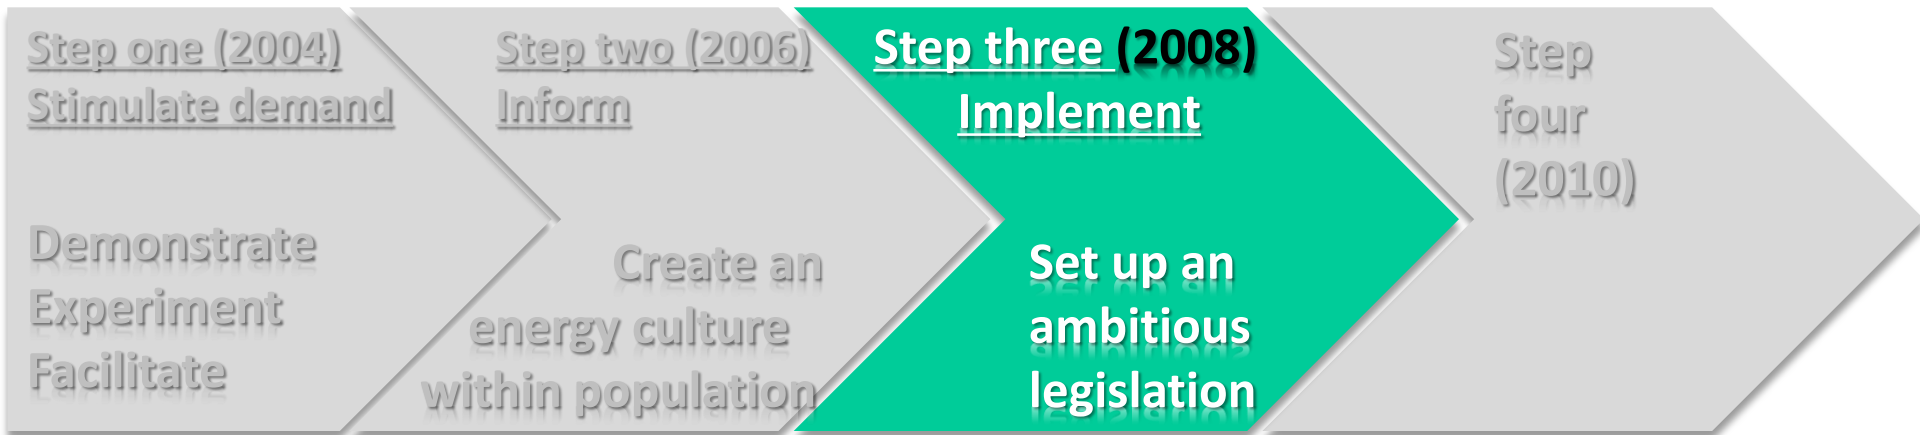 Step one (2004)
Stimulate demand
Demonstrate
Experiment
Facilitate
Step two (2006)
Inform
Create an
energy culture
within population
Step three (2008)
Implement
Set up an
ambitious
legislation
Step
four
(2010)